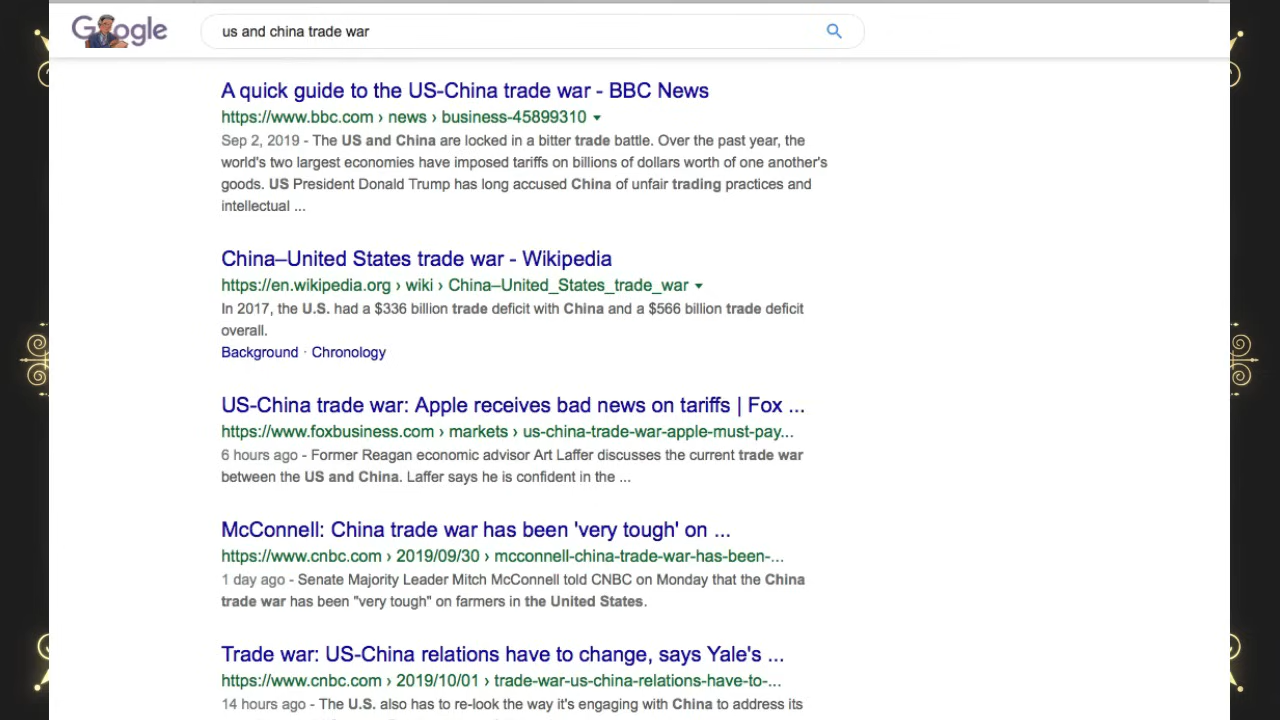 Google
us and china trade war
A quick guide to the US-China trade war - BBC News
https://www.bbc.com › news › business-45899310
Sep 2, 2019 - The US and China are locked in a bitter trade battle. Over the past year, the
world's two largest economies have imposed tariffs on billions of dollars worth of one another's
goods. US President Donald Trump has long accused China of unfair trading practices and
intellectual ...
China–United States trade war - Wikipedia
https://en.wikipedia.org › wiki › China–United_States_trade_war
In 2017, the U.S. had a $336 billion trade deficit with China and a $566 billion trade deficit
overall.
Background · Chronology
US-China trade war: Apple receives bad news on tariffs | Fox ...
https://www.foxbusiness.com › markets › us-china-trade-war-apple-must-pay...
6 hours ago - Former Reagan economic advisor Art Laffer discusses the current trade war
between the US and China. Laffer says he is confident in the ...
McConnell: China trade war has been 'very tough' on ...
https://www.cnbc.com › 2019/09/30 › mcconnell-china-trade-war-has-been-...
1 day ago - Senate Majority Leader Mitch McConnell told CNBC on Monday that the China
trade war has been "very tough" on farmers in the United States.
Trade war: US-China relations have to change, says Yale's ...
https://www.cnbc.com › 2019/10/01 › trade-war-us-china-relations-have-to-...
14 hours ago - The U.S. also has to re-look the way it's engaging with China to address its